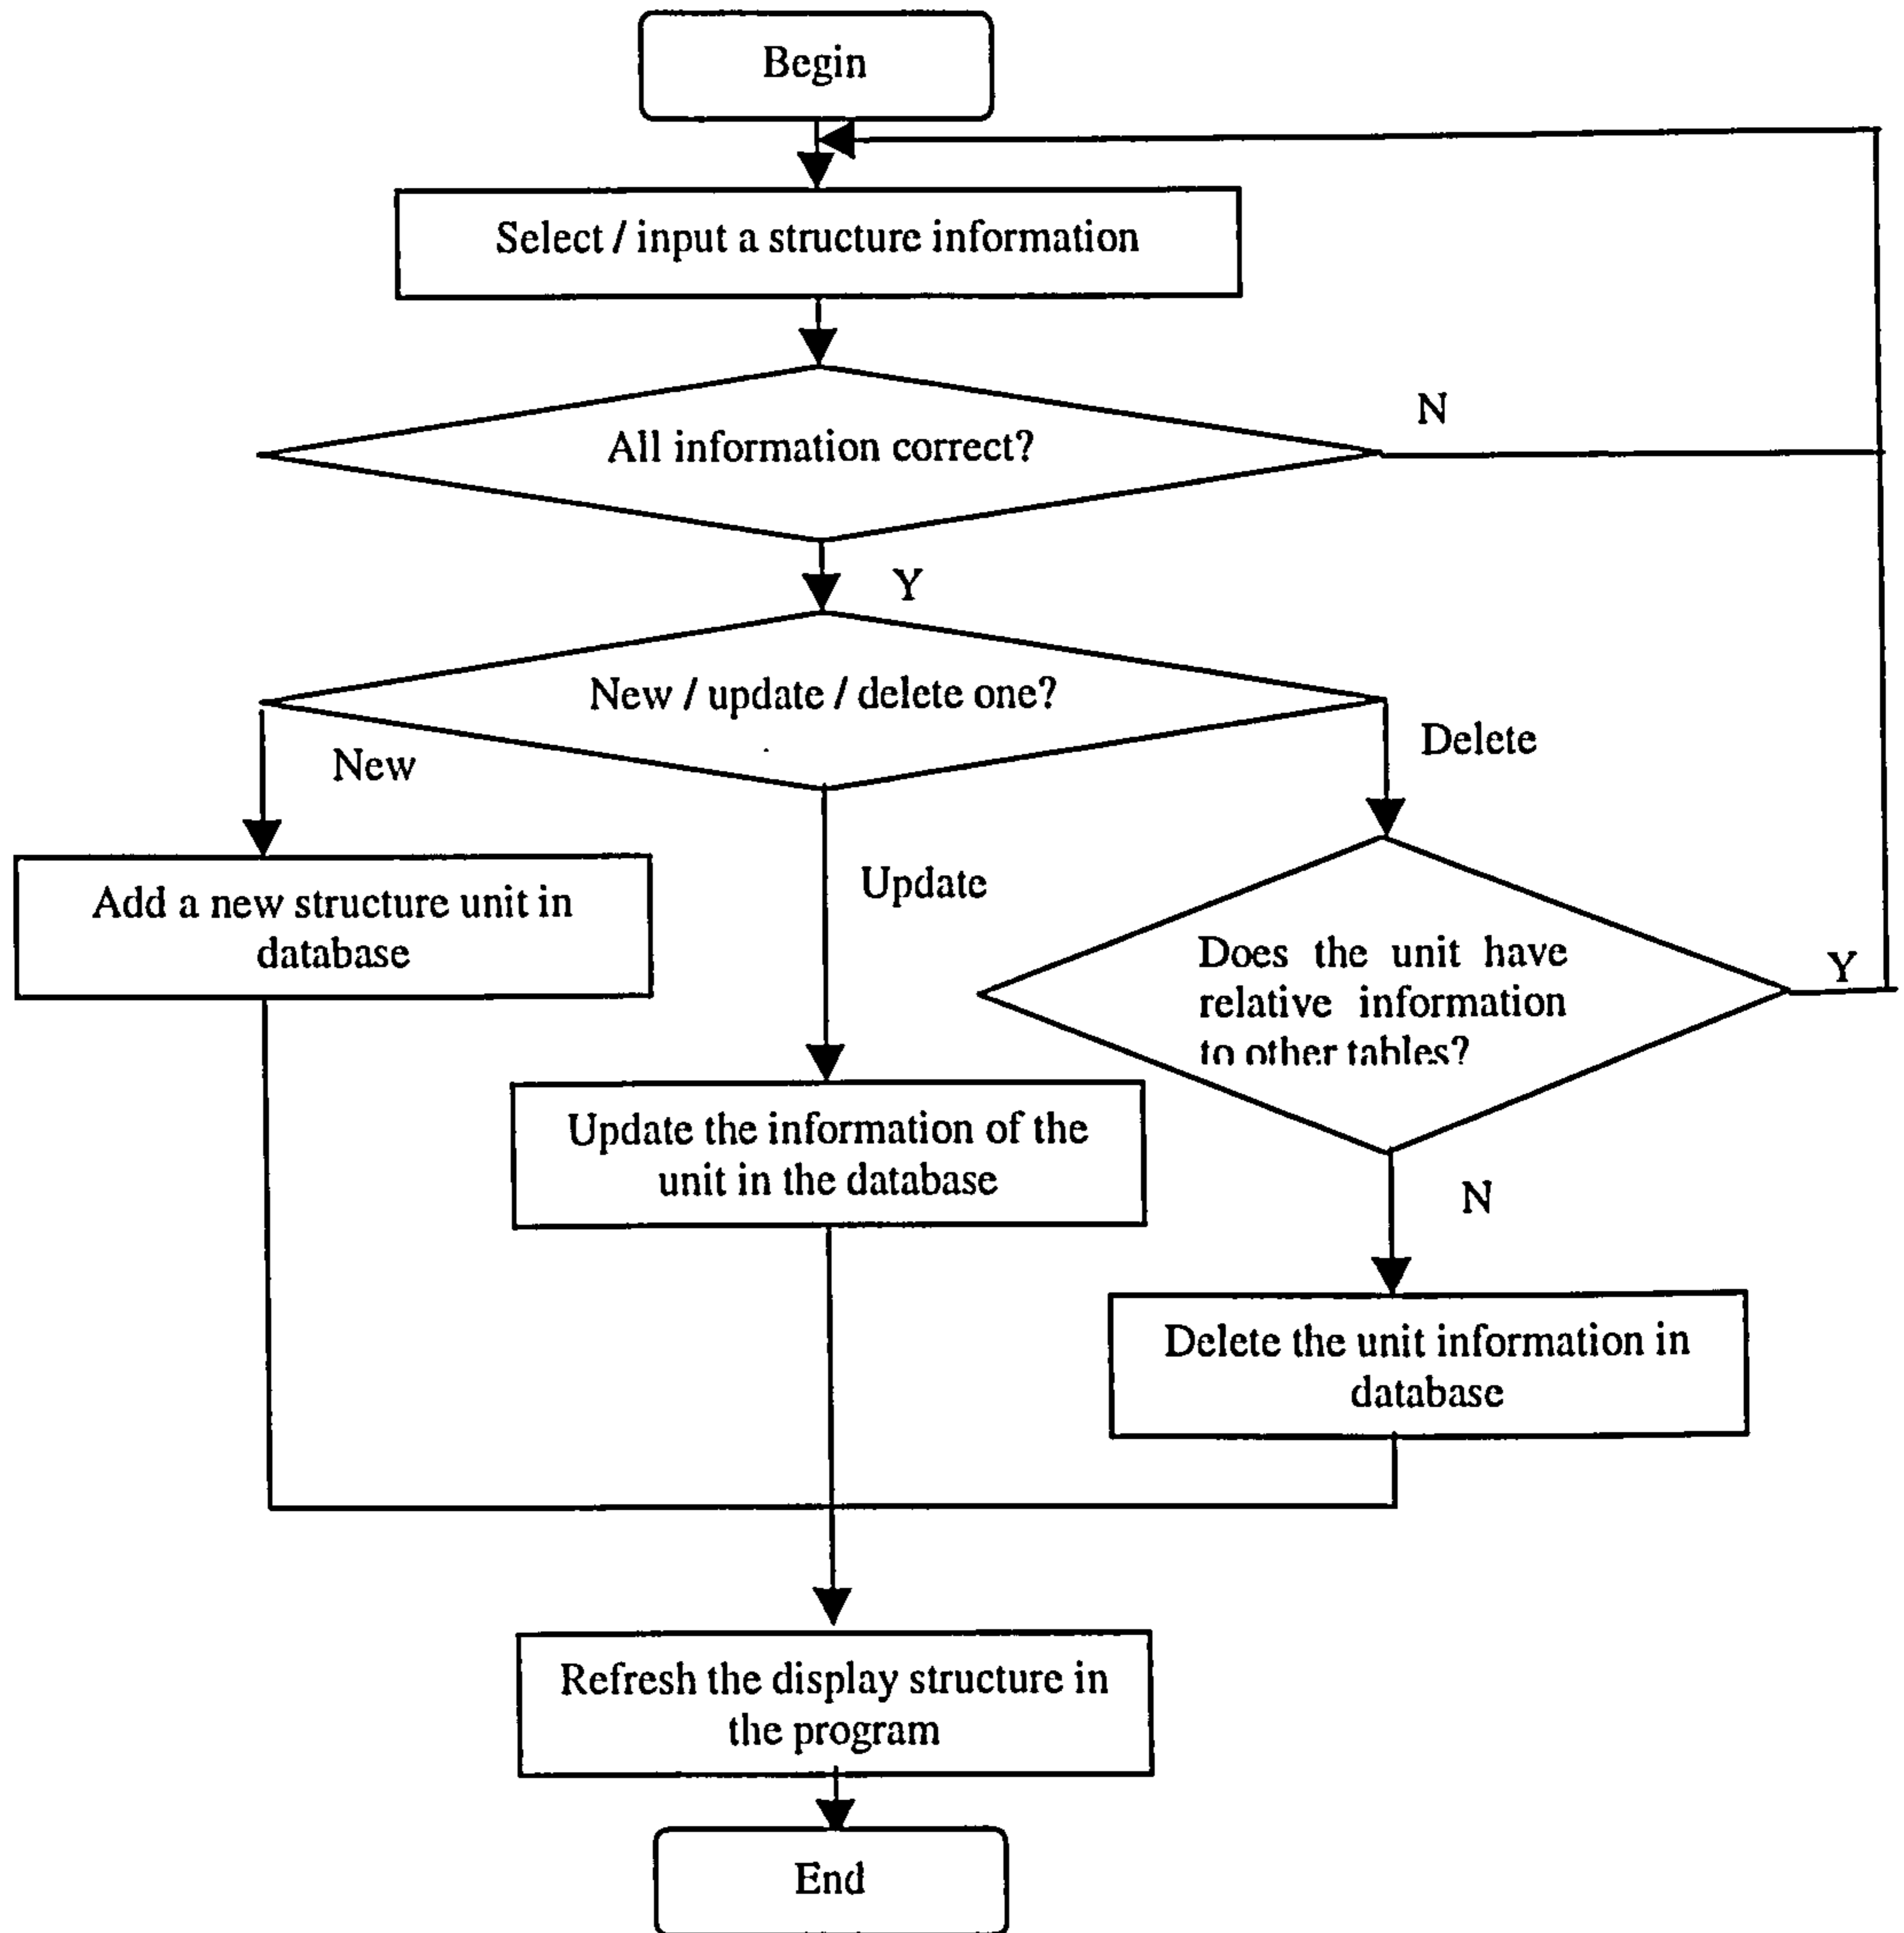 Begin
Select / input a structure information
All information correct?
N
Y
New / update / delete one?
New
Delete
Update
Add a new structure unit in
database
Does the unit have
relative information
to other tables?
Y
Update the information of the
unit in the database
N
Delete the unit information in
database
Refresh the display structure in
the program
End